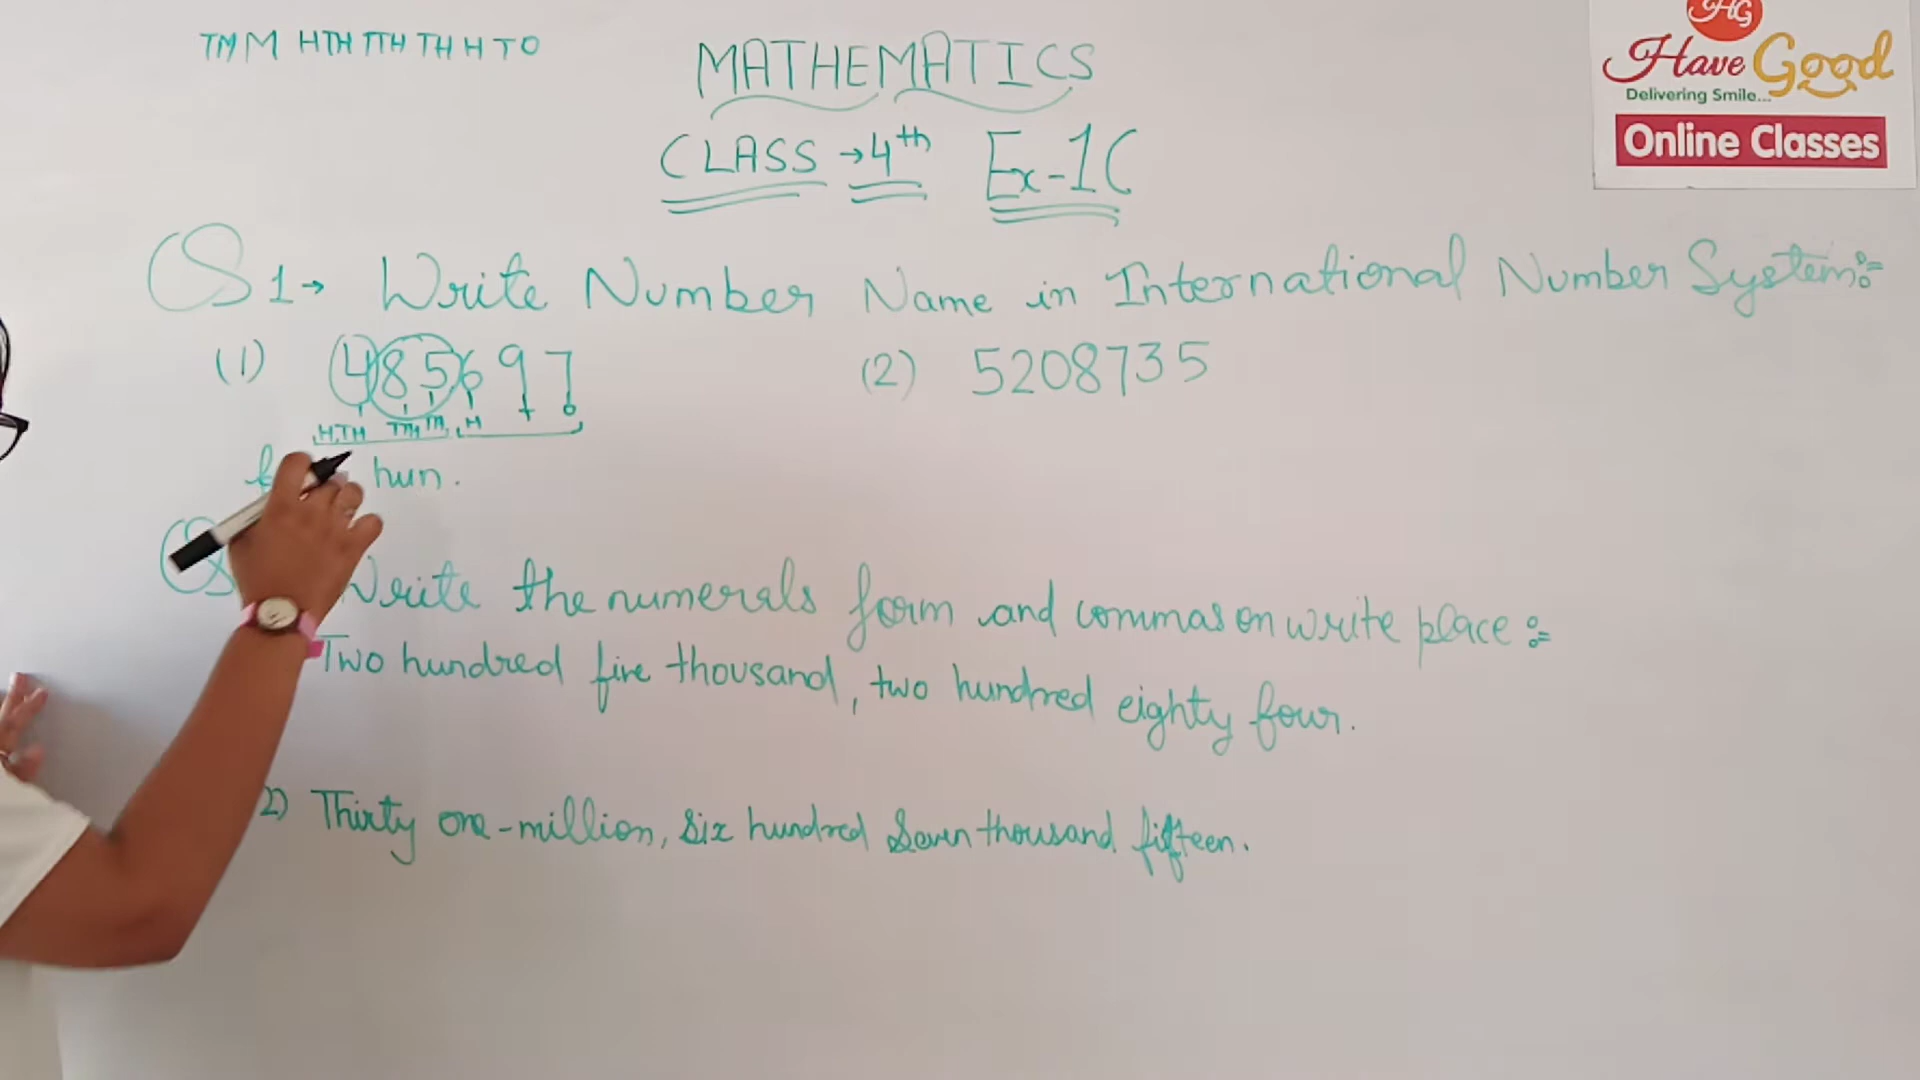 TM M HTH TTH TH H T O
MATHEMATICS
CLASS → 4th Ex-1C
HG
Have Good
Delivering Smile...
Online Classes
Q1→ Write Number Name in International Number System:=
(1) 485697
(2) 5208735
H.TH TTH TH H T O
hun.
Write the numerals form and commas on write place :=
Two hundred five thousand, two hundred eighty four.
2) Thirty one-million, six hundred Seven thousand fifteen.